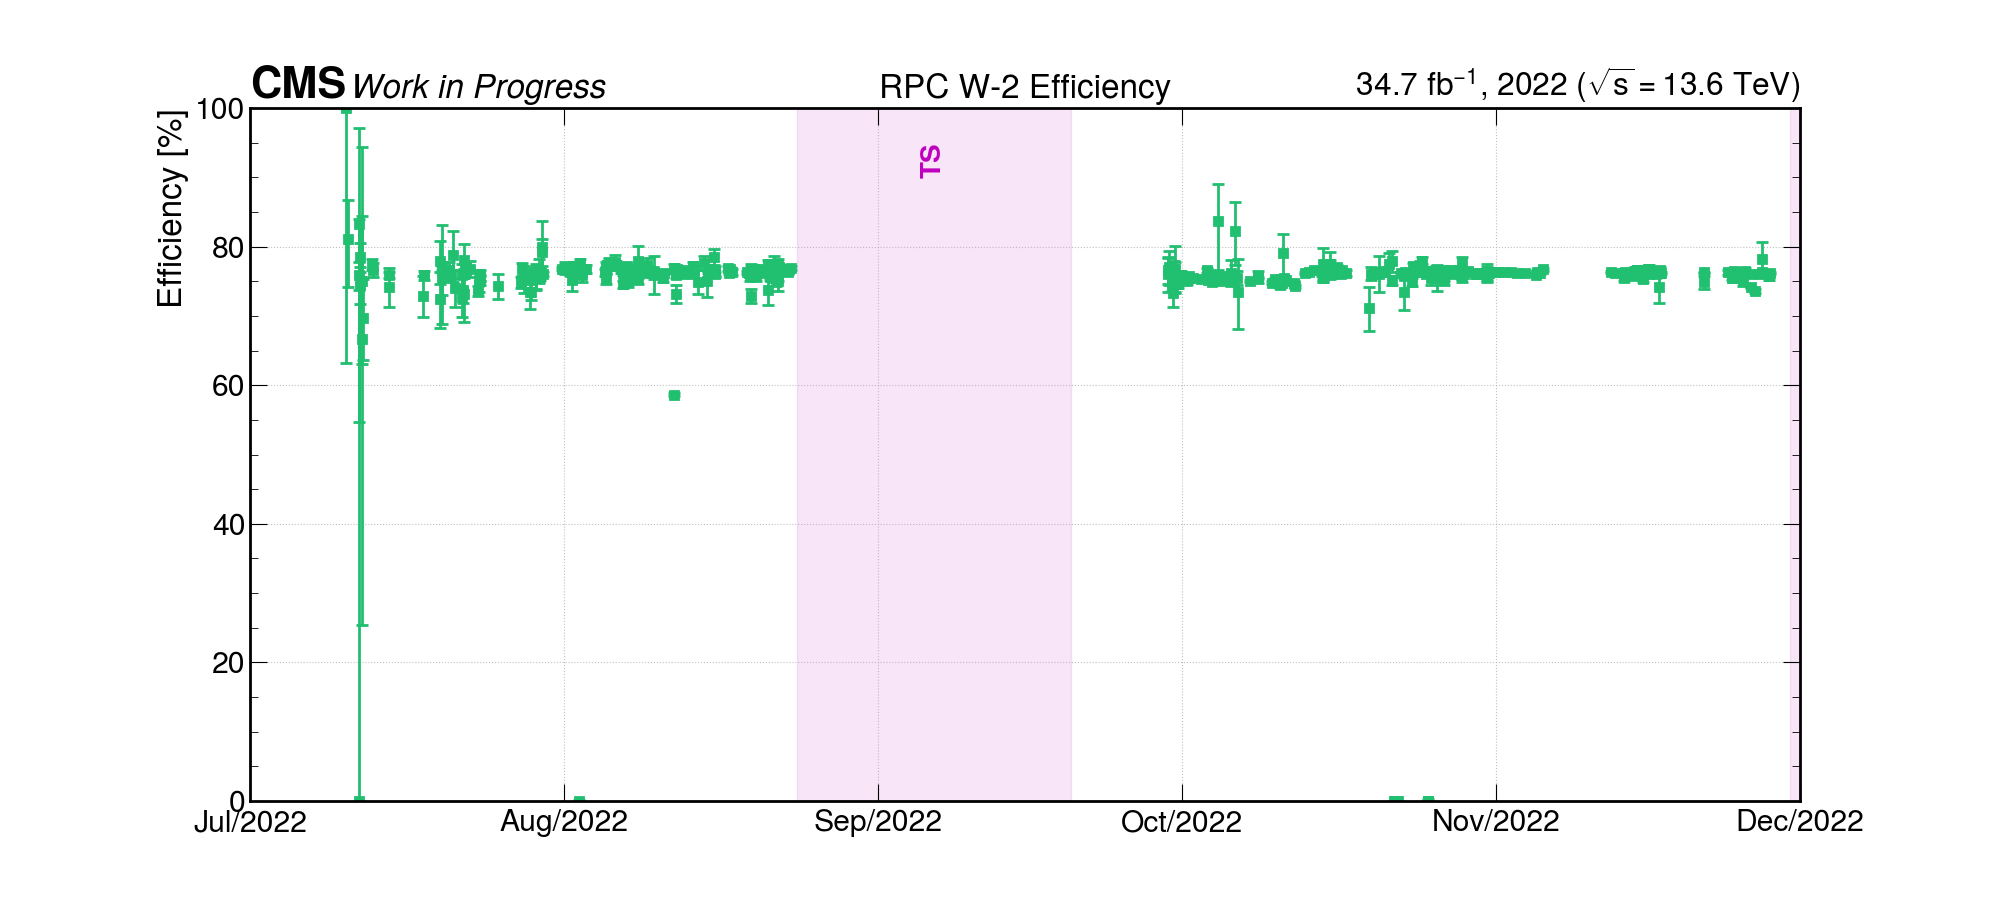 CMS Work in Progress RPC W-2 Efficiency 34.7 fb⁻¹, 2022 (√s = 13.6 TeV)
Efficiency [%]
100
80
60
40
20
0
TS
Jul/2022 Aug/2022 Sep/2022 Oct/2022 Nov/2022 Dec/2022